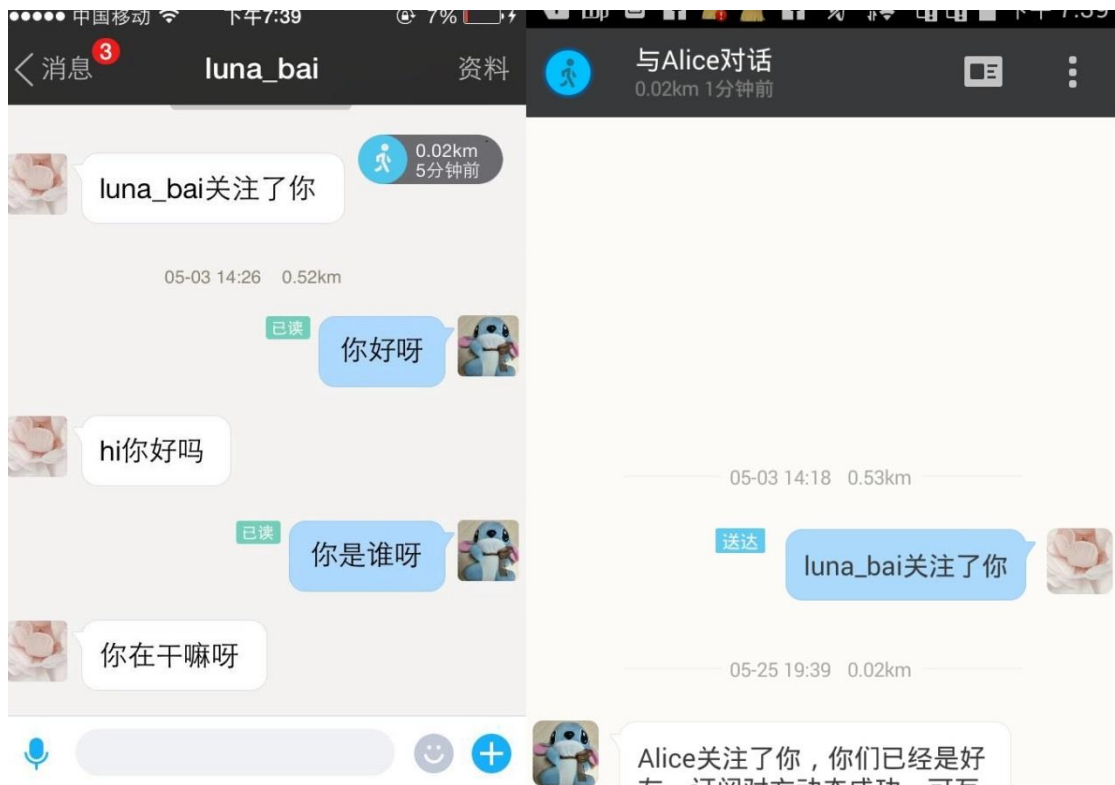 中国移动 下午7:39 7%
消息 3 luna_bai 资料
0.02km
5分钟前
luna_bai关注了你
05-03 14:26 0.52km
已读
你好呀
hi你好吗
已读
你是谁呀
你在干嘛呀
下午7:39
与Alice对话
0.02km 1分钟前
05-03 14:18 0.53km
送达
luna_bai关注了你
05-25 19:39 0.02km
Alice关注了你，你们已经是好